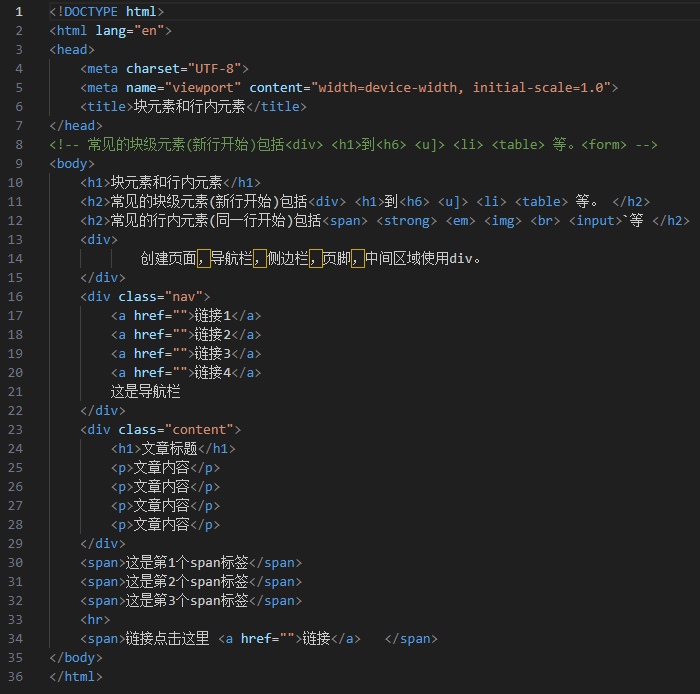 1 <!DOCTYPE html>
2 <html lang="en">
3 <head>
4     <meta charset="UTF-8">
5     <meta name="viewport" content="width=device-width, initial-scale=1.0">
6     <title>块元素和行内元素</title>
7 </head>
8 <!-- 常见的块级元素(新行开始)包括<div> <h1>到<h6> <u]> <li> <table> 等。<form> -->
9 <body>
10     <h1>块元素和行内元素</h1>
11     <h2>常见的块级元素(新行开始)包括<div> <h1>到<h6> <u]> <li> <table> 等。 </h2>
12     <h2>常见的行内元素(同一行开始)包括<span> <strong> <em> <img> <br> <input>`等 </h2>
13     <div>
14             创建页面，导航栏，侧边栏，页脚，中间区域使用div。
15     </div>
16     <div class="nav">
17         <a href="">链接1</a>
18         <a href="">链接2</a>
19         <a href="">链接3</a>
20         <a href="">链接4</a>
21         这是导航栏
22     </div>
23     <div class="content">
24         <h1>文章标题</h1>
25         <p>文章内容</p>
26         <p>文章内容</p>
27         <p>文章内容</p>
28         <p>文章内容</p>
29     </div>
30     <span>这是第1个span标签</span>
31     <span>这是第2个span标签</span>
32     <span>这是第3个span标签</span>
33     <hr>
34     <span>链接点击这里 <a href="">链接</a>   </span>
35 </body>
36 </html>